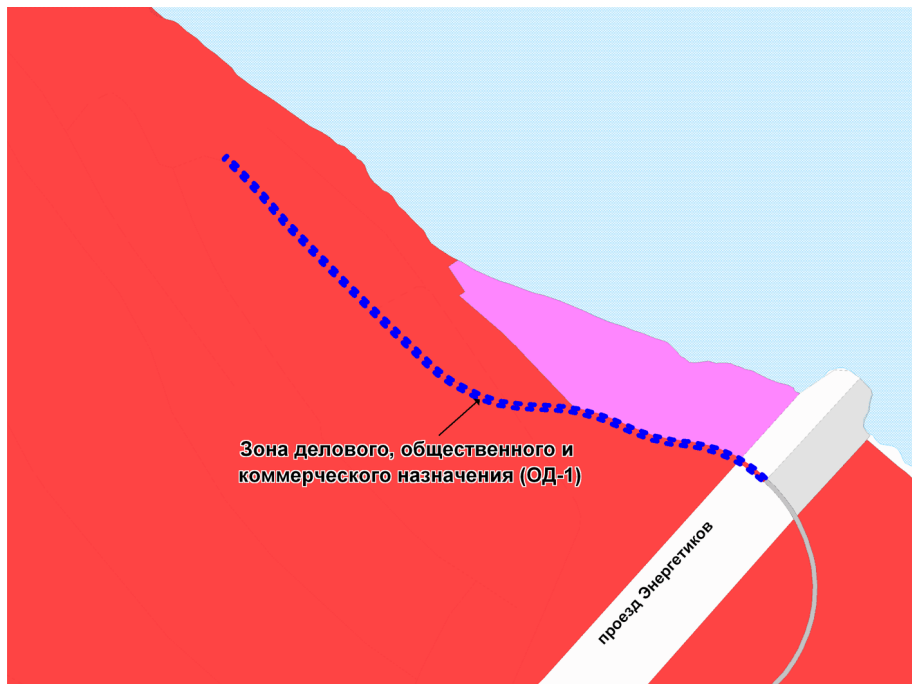 Зона делового, общественного и
коммерческого назначения (ОД-1)
проезд Энергетиков